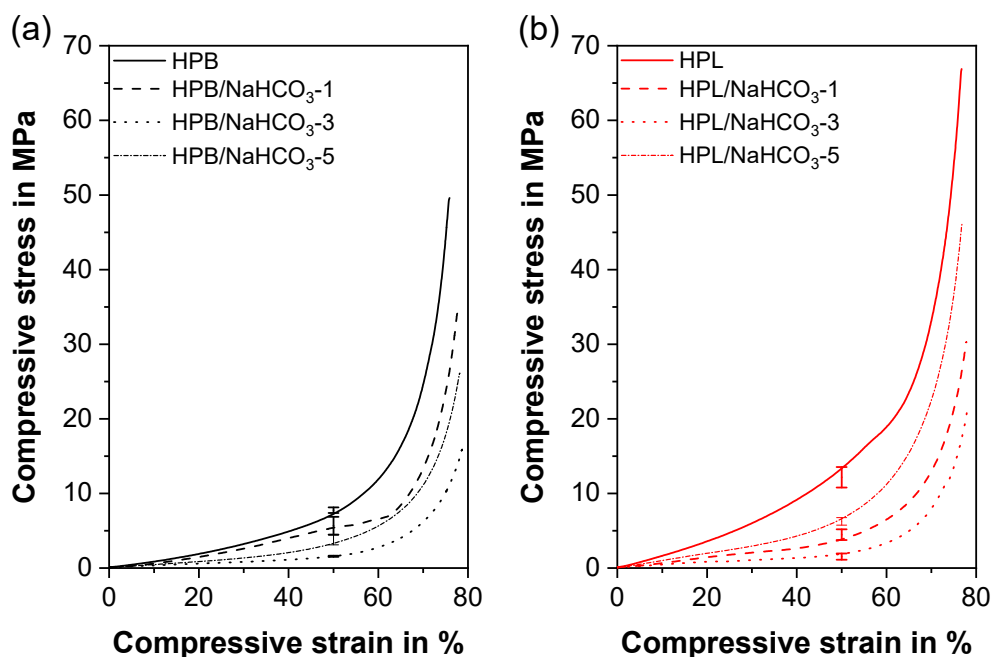 (a)
70
60
50
40
30
20
10
0
0 20 40 60 80
Compressive stress in MPa
Compressive strain in %
HPB
HPB/NaHCO₃-1
HPB/NaHCO₃-3
HPB/NaHCO₃-5
(b)
70
60
50
40
30
20
10
0
0 20 40 60 80
Compressive stress in MPa
Compressive strain in %
HPL
HPL/NaHCO₃-1
HPL/NaHCO₃-3
HPL/NaHCO₃-5